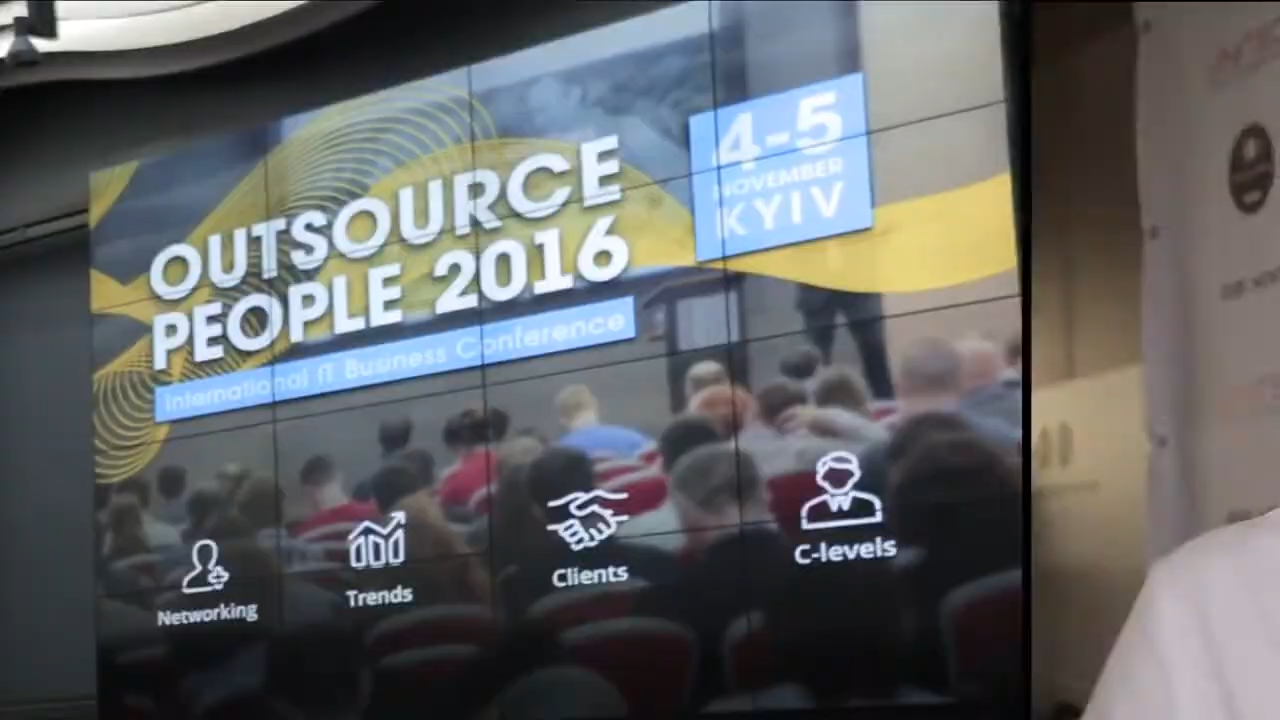 OUTSOURCE
PEOPLE 2016
International IT Business Conference
4-5
NOVEMBER
KYIV
Networking
Trends
Clients
C-levels